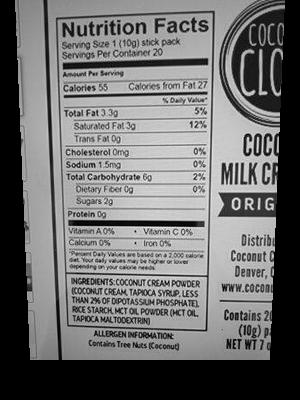 Nutrition Facts
Serving Size 1 (10g) stick pack
Servings Per Container 20
Amount Per Serving
Calories 55 Calories from Fat 27
% Daily Value*
Total Fat 3.3g 5%
Saturated Fat 3g 12%
Trans Fat 0g
Cholesterol 0mg 0%
Sodium 1.5mg 0%
Total Carbohydrate 6g 2%
Dietary Fiber 0g 0%
Sugars 2g
Protein 0g
Vitamin A 0% • Vitamin C 0%
Calcium 0% • Iron 0%
*Percent Daily Values are based on a 2,000 calorie
diet. Your daily values may be higher or lower
depending on your calorie needs.
INGREDIENTS: COCONUT CREAM POWDER
(COCONUT CREAM, TAPIOCA SYRUP, LESS
THAN 2% OF DIPOTASSIUM PHOSPHATE),
RICE STARCH, MCT OIL POWDER (MCT OIL,
TAPIOCA MALTODEXTRIN)
ALLERGEN INFORMATION:
Contains Tree Nuts (Coconut)
COCO
CLO
COCO
MILK CR
ORIG
Distribu
Coconut C
Denver, C
www.coconu
Contains 20
(10g) pa
NET WT 7 o